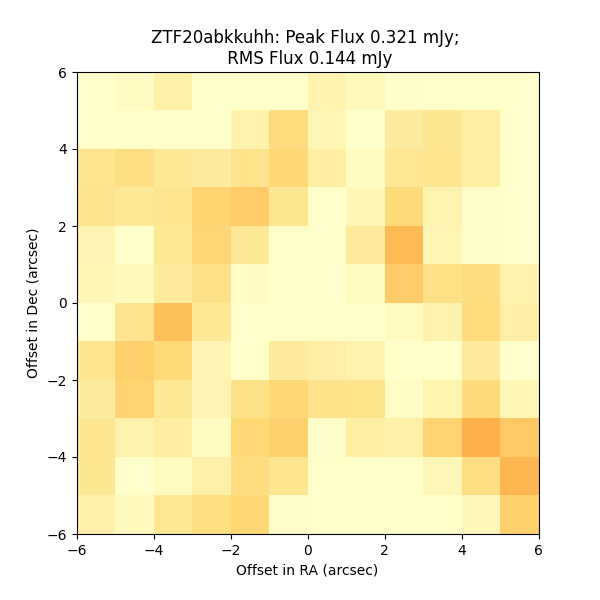 ZTF20abkkuhh: Peak Flux 0.321 mJy;
RMS Flux 0.144 mJy
6
4
2
0
−2
−4
−6
Offset in Dec (arcsec)
−6 −4 −2 0 2 4 6
Offset in RA (arcsec)